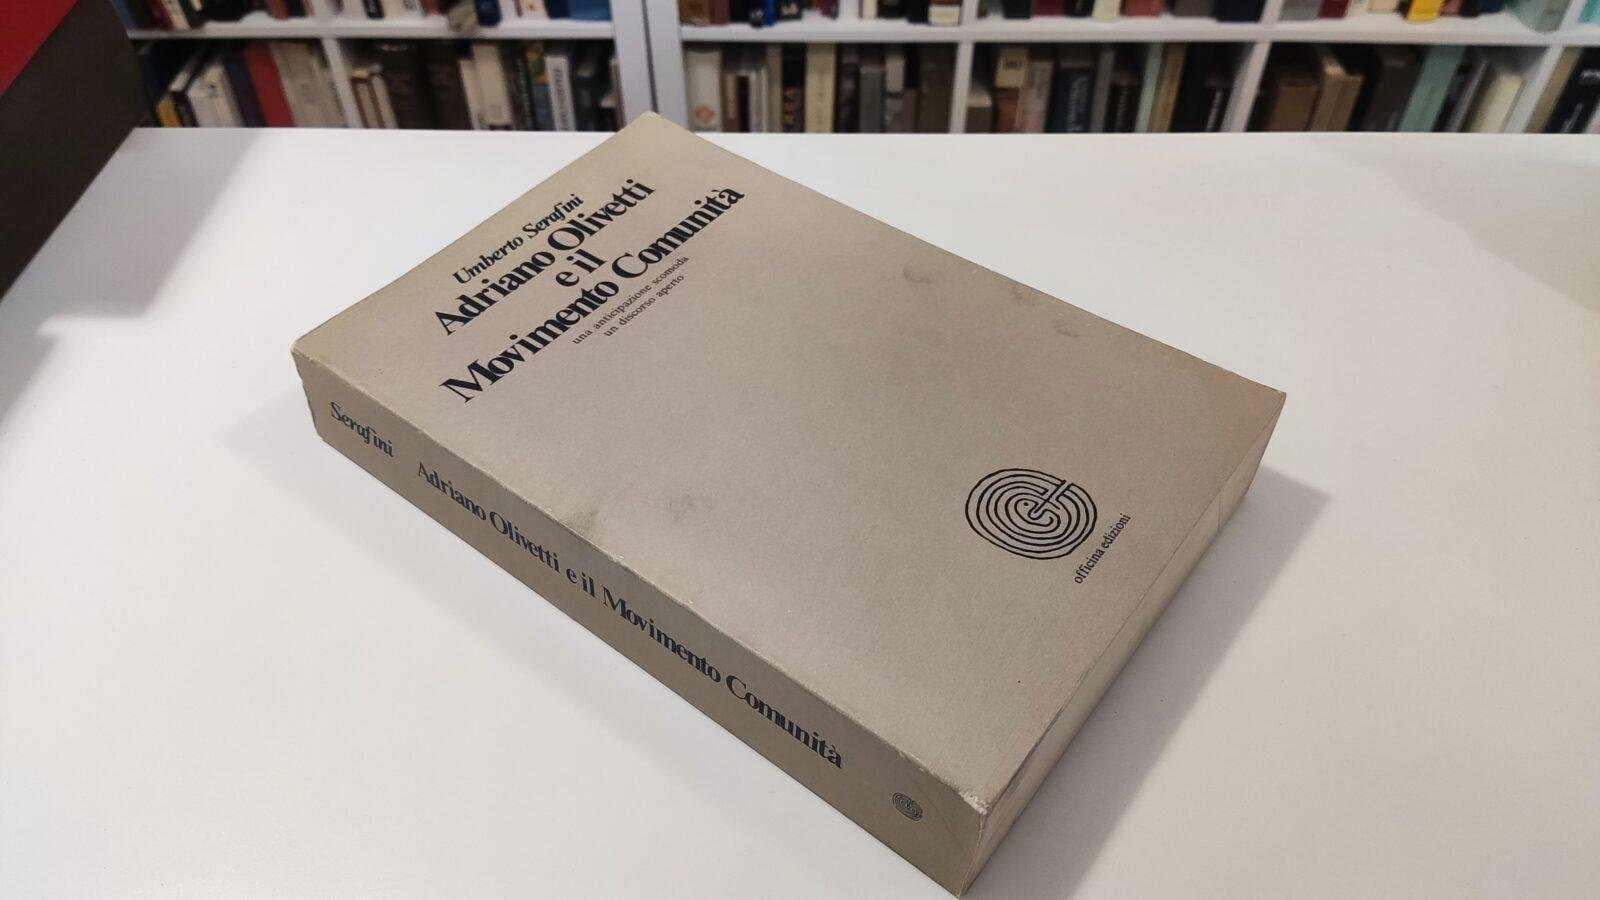 Umberto Serafini
Adriano Olivetti
e il
Movimento Comunità
una anticipazione scomoda
un discorso aperto
officina edizioni
Serafini Adriano Olivetti e il Movimento Comunità